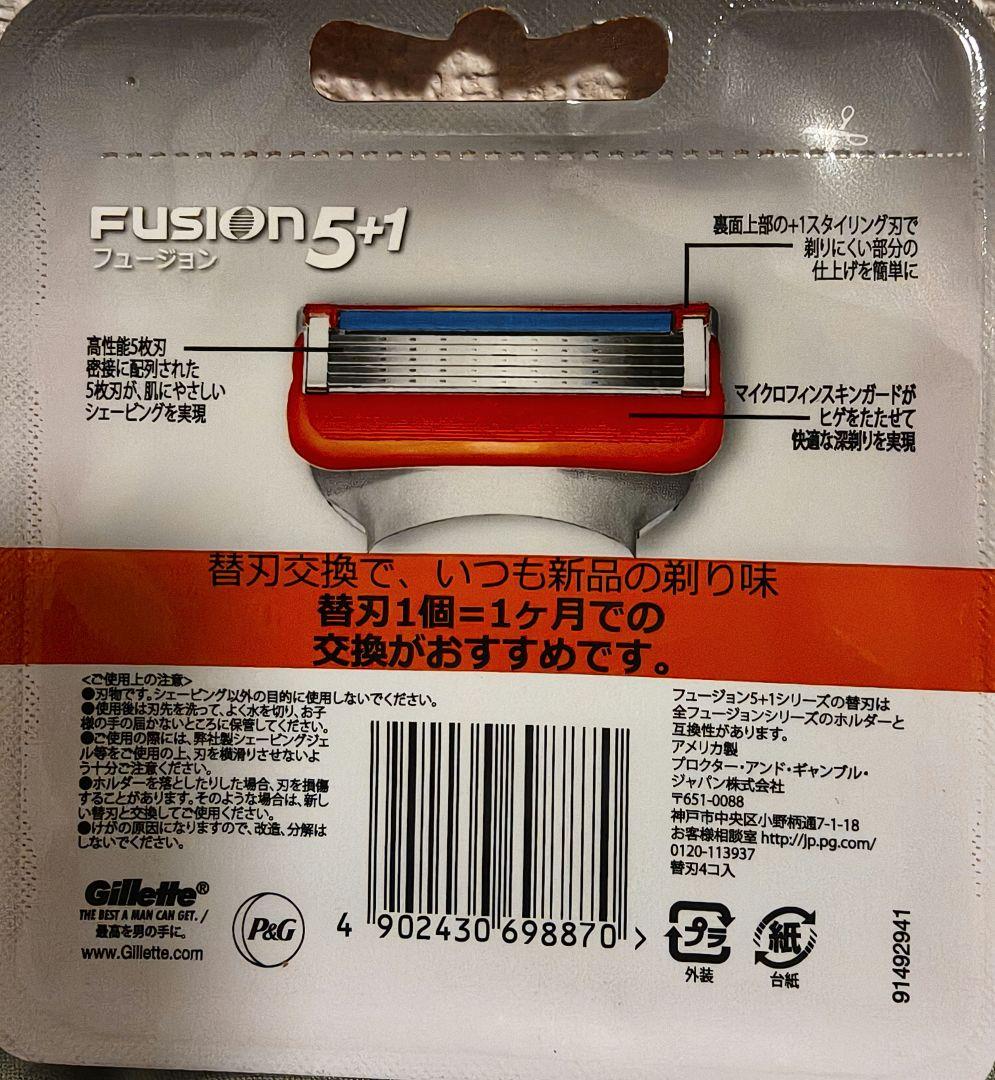 FUSION5+1
フュージョン
裏面上部の+1スタイリング刃で
剃りにくい部分の
仕上げを簡単に
高性能5枚刃
密接に配列された
5枚刃が、肌にやさしい
シェービングを実現
マイクロフィンスキンガードが
ヒゲをたたせて
快適な深剃りを実現
替刃交換で、いつも新品の剃り味
替刃1個=1ヶ月での
交換がおすすめです。
<ご使用上の注意>
●刃物です。シェービング以外の目的に使用しないでください。
●使用後は刃先を洗って、よく水を切り、お子
様の手の届かないところに保管してください。
●ご使用の際には、弊社製シェービングジェ
ル等をご使用の上、刃を横滑りさせないよ
う十分ご注意ください。
●ホルダーを落としたりした場合、刃を損傷
することがあります。そのような場合は、新し
い替刃と交換してご使用ください。
●けがの原因になりますので、改造、分解は
しないでください。
フュージョン5+1シリーズの替刃は
全フュージョンシリーズのホルダーと
互換性があります。
アメリカ製
プロクター・アンド・ギャンブル・
ジャパン株式会社
〒651-0088
神戸市中央区小野柄通7-1-18
お客様相談室 http://jp.pg.com/
0120-113937
替刃4コ入
Gillette®
THE BEST A MAN CAN GET. /
最高を男の手に。
www.Gillette.com
P&G
4 902430 698870 >
プラ
外装
紙
台紙
91492941